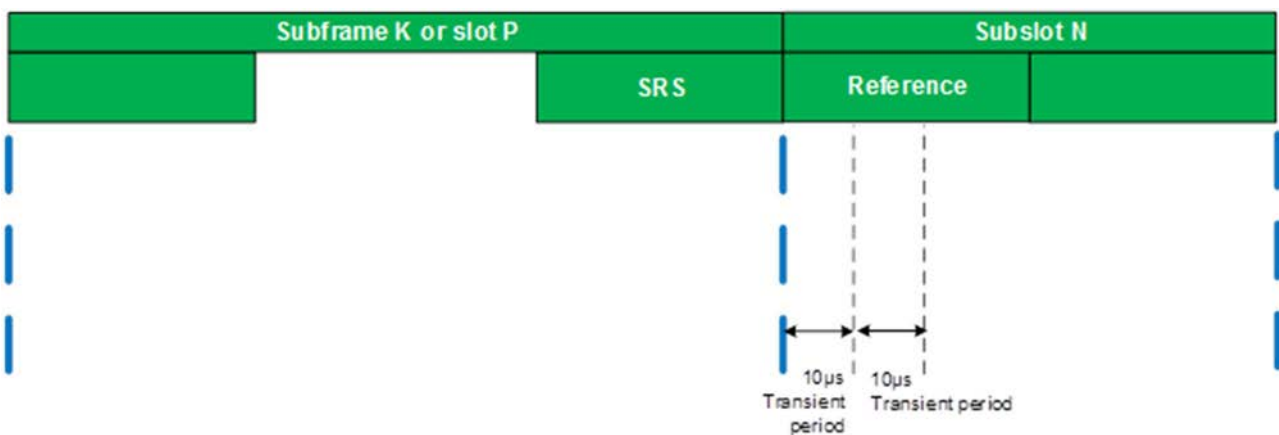 Subframe K or slot P
Subslot N
SRS
Reference
10µs
Transient
period
10µs
Transient period